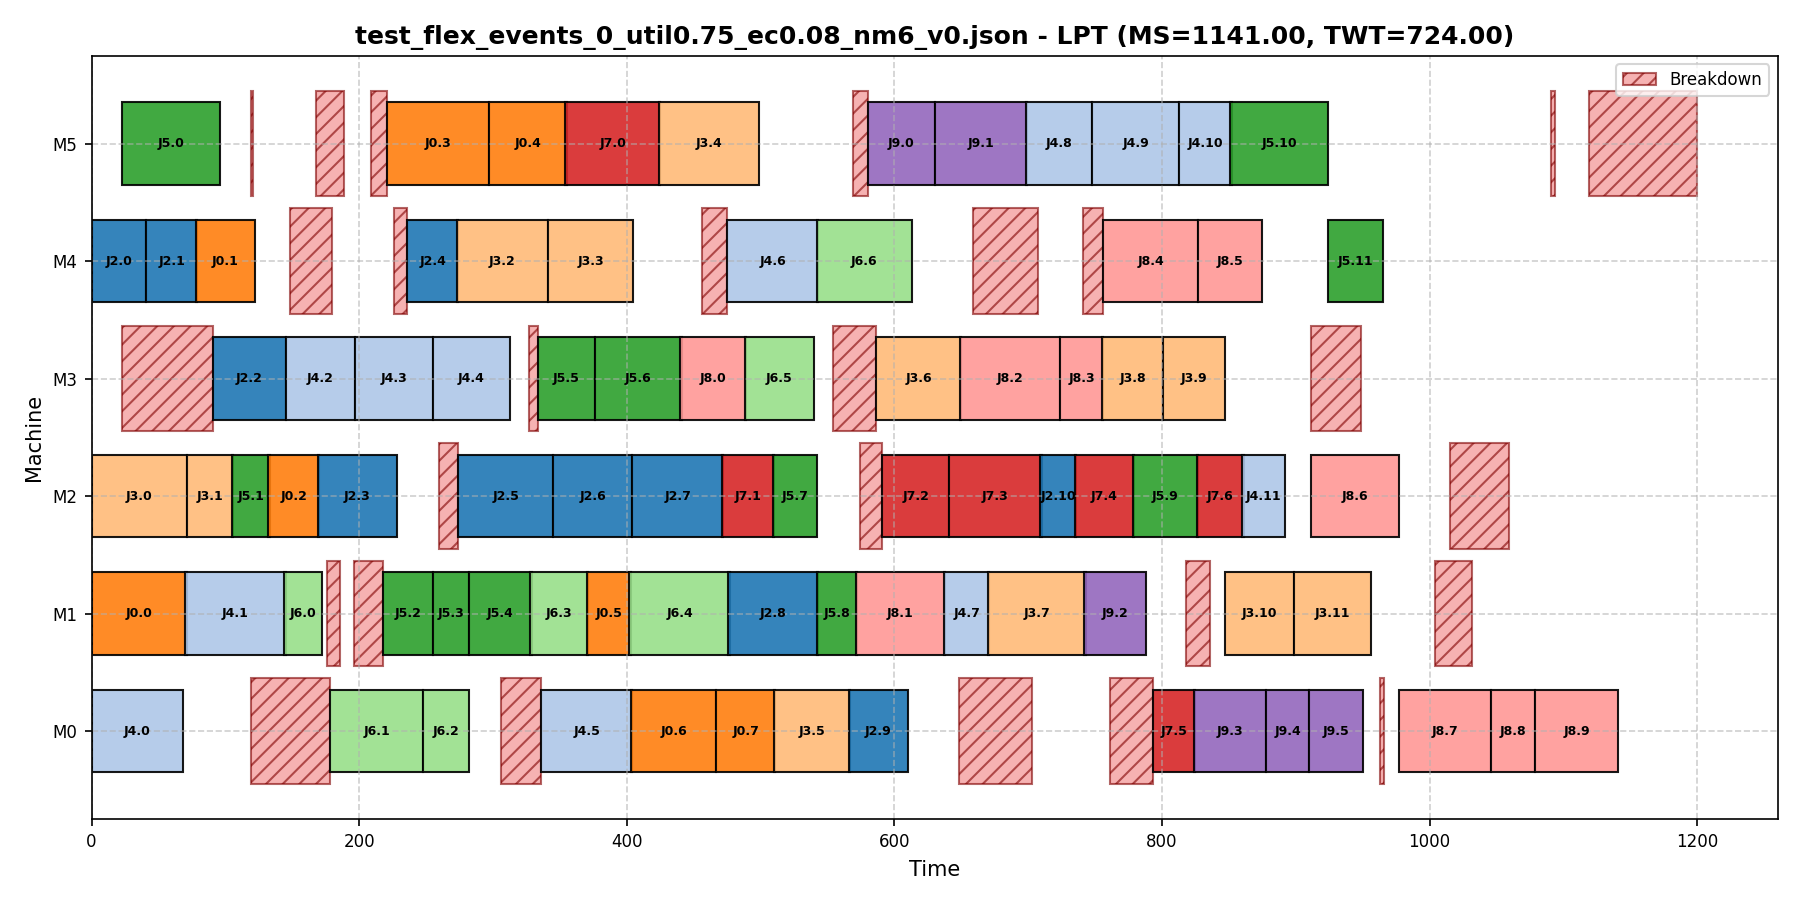 test_flex_events_0_util0.75_ec0.08_nm6_v0.json - LPT (MS=1141.00, TWT=724.00)
Breakdown
M5
J5.0 J0.3 J0.4 J7.0 J3.4 J9.0 J9.1 J4.8 J4.9 J4.10 J5.10
M4
J2.0 J2.1 J0.1 J2.4 J3.2 J3.3 J4.6 J6.6 J8.4 J8.5 J5.11
M3
J2.2 J4.2 J4.3 J4.4 J5.5 J5.6 J8.0 J6.5 J3.6 J8.2 J8.3 J3.8 J3.9
M2
J3.0 J3.1 J5.1 J0.2 J2.3 J2.5 J2.6 J2.7 J7.1 J5.7 J7.2 J7.3 J2.10 J7.4 J5.9 J7.6 J4.11 J8.6
M1
J0.0 J4.1 J6.0 J5.2 J5.3 J5.4 J6.3 J0.5 J6.4 J2.8 J5.8 J8.1 J4.7 J3.7 J9.2 J3.10 J3.11
M0
J4.0 J6.1 J6.2 J4.5 J0.6 J0.7 J3.5 J2.9 J7.5 J9.3 J9.4 J9.5 J8.7 J8.8 J8.9
Machine
0 200 400 600 800 1000 1200
Time